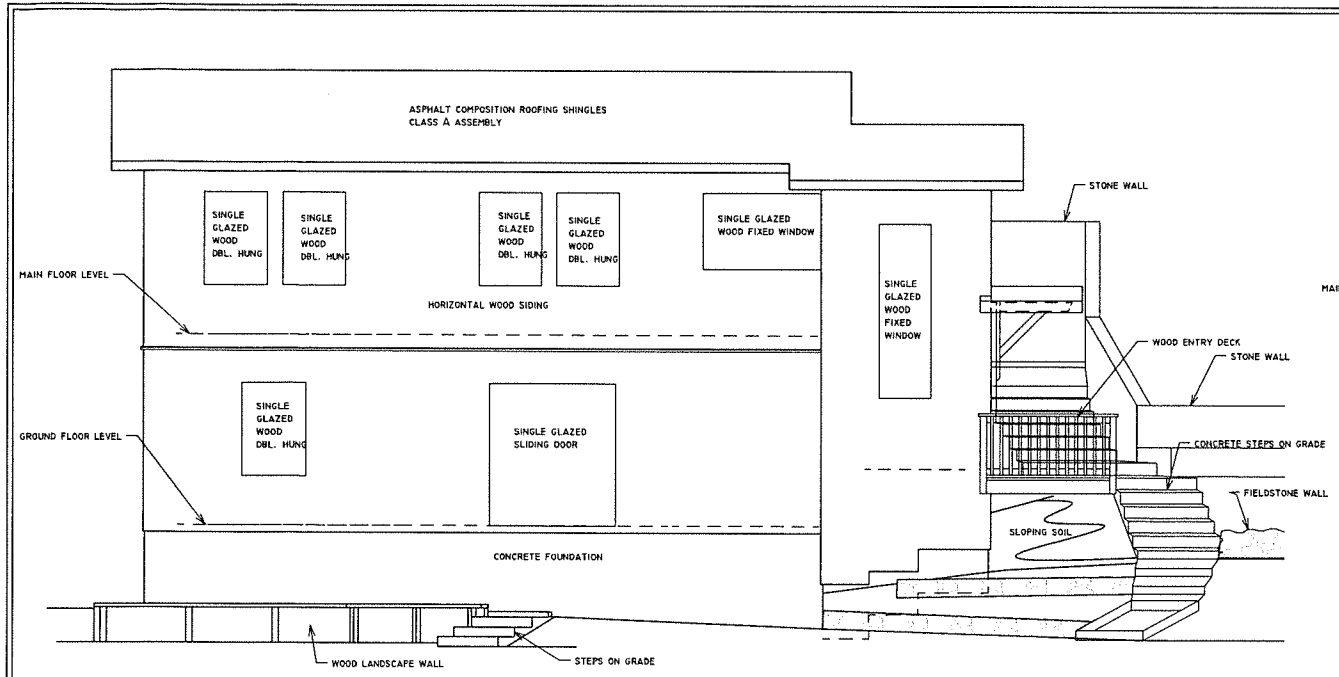 ASPHALT COMPOSITION ROOFING SHINGLES
CLASS A ASSEMBLY
STONE WALL
SINGLE
GLAZED
WOOD
DBL. HUNG
SINGLE
GLAZED
WOOD
DBL. HUNG
SINGLE
GLAZED
WOOD
DBL. HUNG
SINGLE
GLAZED
WOOD
DBL. HUNG
SINGLE GLAZED
WOOD FIXED WINDOW
MAIN FLOOR LEVEL
HORIZONTAL WOOD SIDING
SINGLE
GLAZED
WOOD
FIXED
WINDOW
MAI
WOOD ENTRY DECK
STONE WALL
GROUND FLOOR LEVEL
SINGLE
GLAZED
WOOD
DBL. HUNG
SINGLE GLAZED
SLIDING DOOR
CONCRETE STEPS ON GRADE
FIELDSTONE WALL
SLOPING SOIL
CONCRETE FOUNDATION
WOOD LANDSCAPE WALL
STEPS ON GRADE